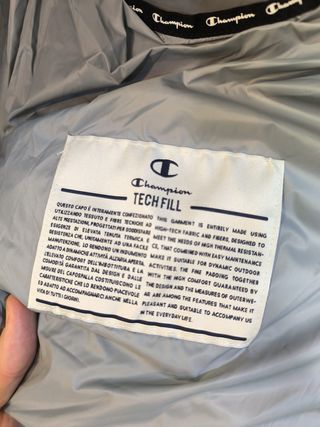 Champion
Champion
Champion
Champion
TECH FILL
QUESTO CAPO È INTERAMENTE CONFEZIONATO
UTILIZZANDO TESSUTO E FIBRE TECNICHE AD
ALTE PRESTAZIONI, PROGETTATI PER SODDISFARE
ESIGENZE DI ELEVATA TENUTA TERMICA E
RESISTENZA CHE, UNITAMENTE AD UNA FACILE
MANUTENZIONE, LO RENDONO UN INDUMENTO
ADATTO A DINAMICHE ATTIVITÀ ALL'ARIA APERTA.
L'ELEVATO COMFORT DELL'IMBOTTITURA E LA
COMODITÀ GARANTITA DAL DESIGN E DALLE
MISURE DEL CAPOSPALLA COSTITUISCONO LE
CARATTERISTICHE CHE LO RENDONO PIACEVOLE
ED ADATTO AD ACCOMPAGNARCI ANCHE NELLA
VITA DI TUTTI I GIORNI.
THIS GARMENT IS ENTIRELY MADE USING
HIGH-TECH FABRIC AND FIBERS, DESIGNED TO
MEET THE NEEDS OF HIGH THERMAL RESISTAN-
CE, THAT COMBINED WITH EASY MAINTENANCE
MAKE IT SUITABLE FOR DYNAMIC OUTDOOR
ACTIVITIES. THE FINE PADDING TOGETHER
WITH THE HIGH COMFORT GUARANTEED BY
THE DESIGN AND THE MEASURES OF OUTERWE-
AR ARE AMONG THE FEATURES THAT MAKE IT
PLEASANT AND SUITABLE TO ACCOMPANY US
IN THE EVERYDAY LIFE.